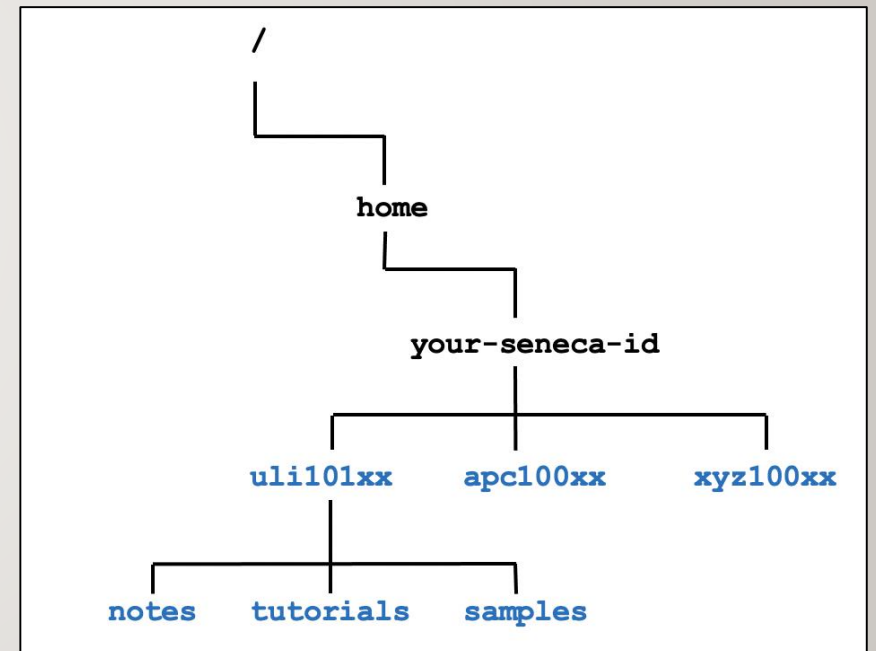 /
home
your-seneca-id
uli101xx apc100xx xyz100xx
notes tutorials samples